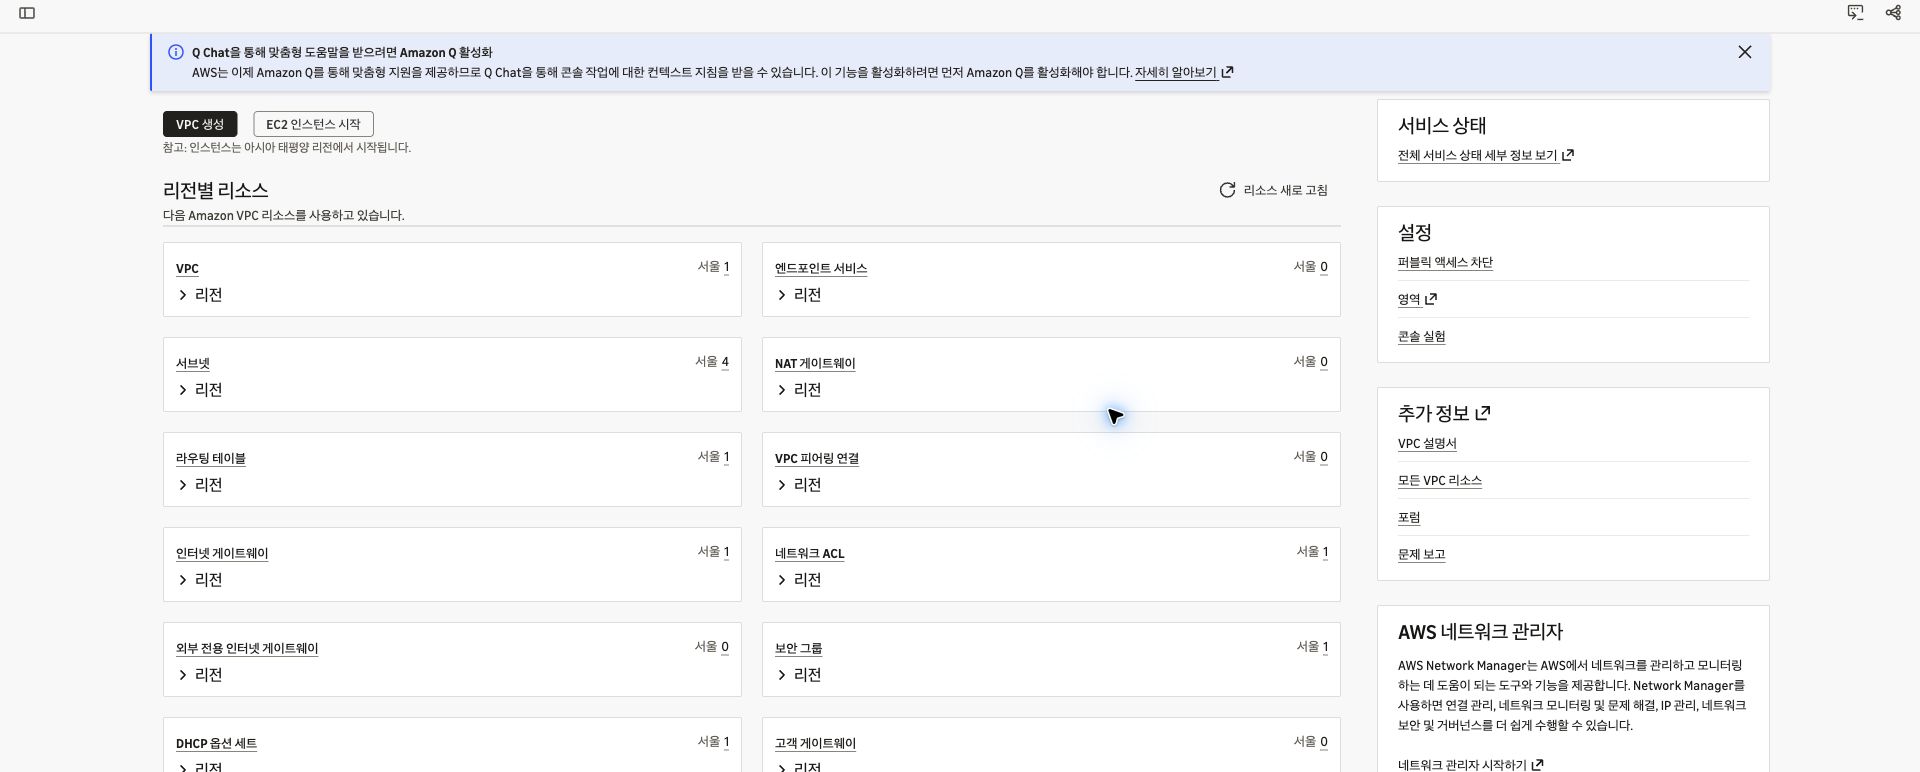 Q Chat을 통해 맞춤형 도움말을 받으려면 Amazon Q 활성화
AWS는 이제 Amazon Q를 통해 맞춤형 지원을 제공하므로 Q Chat을 통해 콘솔 작업에 대한 컨텍스트 지침을 받을 수 있습니다. 이 기능을 활성화하려면 먼저 Amazon Q를 활성화해야 합니다. 자세히 알아보기
VPC 생성
EC2 인스턴스 시작
참고: 인스턴스는 아시아 태평양 리전에서 시작됩니다.
리전별 리소스
리소스 새로 고침
다음 Amazon VPC 리소스를 사용하고 있습니다.
VPC
서울 1
리전
엔드포인트 서비스
서울 0
리전
서브넷
서울 4
리전
NAT 게이트웨이
서울 0
리전
라우팅 테이블
서울 1
리전
VPC 피어링 연결
서울 0
리전
인터넷 게이트웨이
서울 1
리전
네트워크 ACL
서울 1
리전
외부 전용 인터넷 게이트웨이
서울 0
리전
보안 그룹
서울 1
리전
DHCP 옵션 세트
서울 1
리전
고객 게이트웨이
서울 0
리전
서비스 상태
전체 서비스 상태 세부 정보 보기
설정
퍼블릭 액세스 차단
영역
콘솔 실험
추가 정보
VPC 설명서
모든 VPC 리소스
포럼
문제 보고
AWS 네트워크 관리자
AWS Network Manager는 AWS에서 네트워크를 관리하고 모니터링
하는 데 도움이 되는 도구와 기능을 제공합니다. Network Manager를
사용하면 연결 관리, 네트워크 모니터링 및 문제 해결, IP 관리, 네트워크
보안 및 거버넌스를 더 쉽게 수행할 수 있습니다.
네트워크 관리자 시작하기